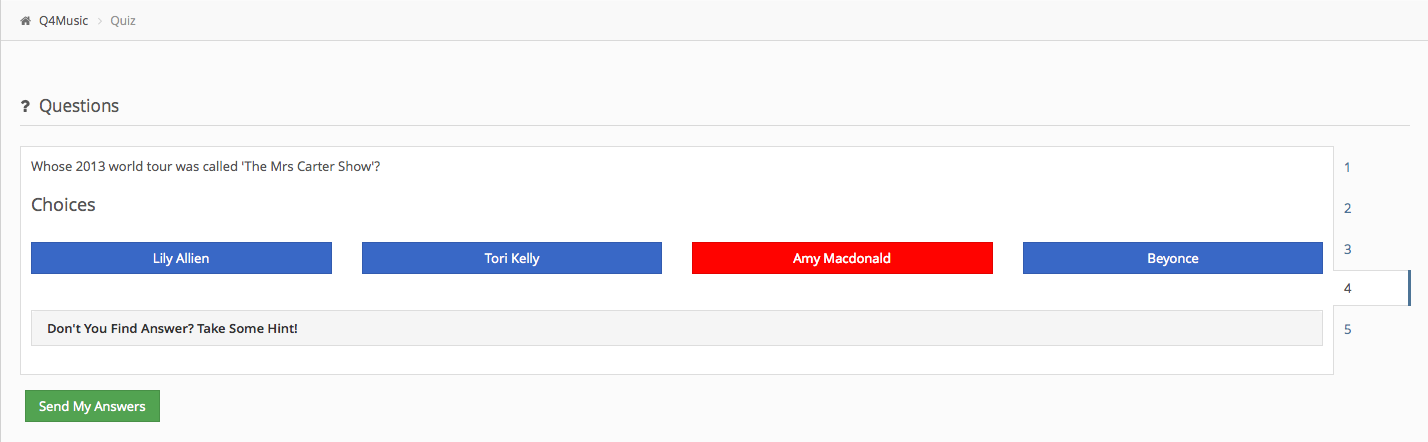 Q4Music > Quiz
? Questions
Whose 2013 world tour was called 'The Mrs Carter Show'?
Choices
Lily Allien
Tori Kelly
Amy Macdonald
Beyonce
Don't You Find Answer? Take Some Hint!
1
2
3
4
5
Send My Answers